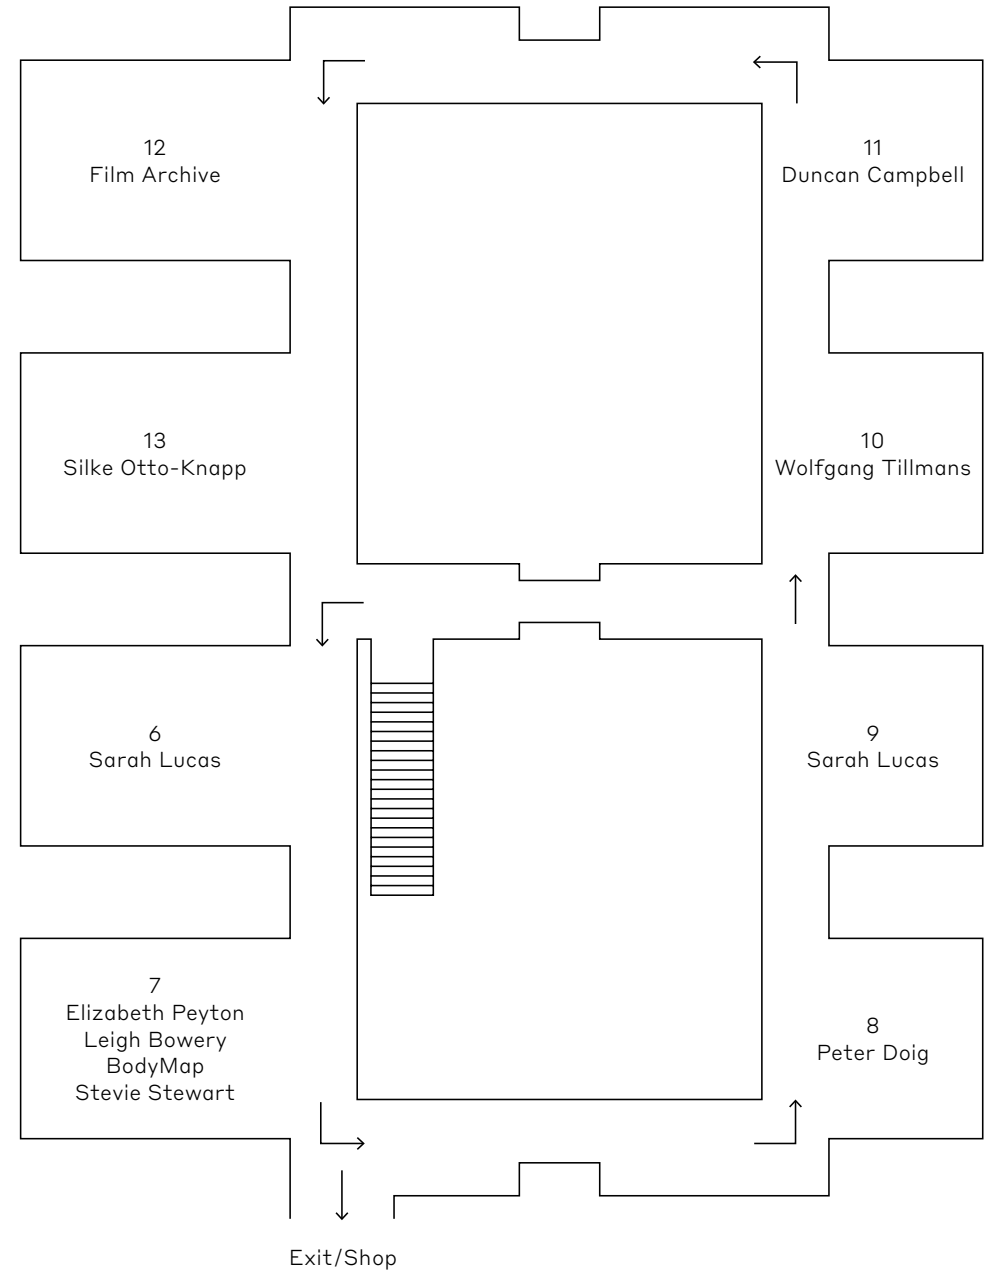 12
Film Archive
11
Duncan Campbell
13
Silke Otto-Knapp
10
Wolfgang Tillmans
6
Sarah Lucas
9
Sarah Lucas
7
Elizabeth Peyton
Leigh Bowery
BodyMap
Stevie Stewart
8
Peter Doig
Exit/Shop